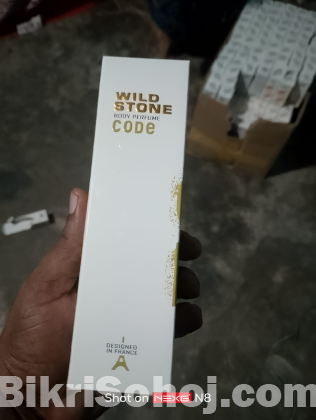 WILD
STONE
BODY PERFUME
CODE
DESIGNED
IN FRANCE
A
Shot on NEXG N8
BikriSohoj.com